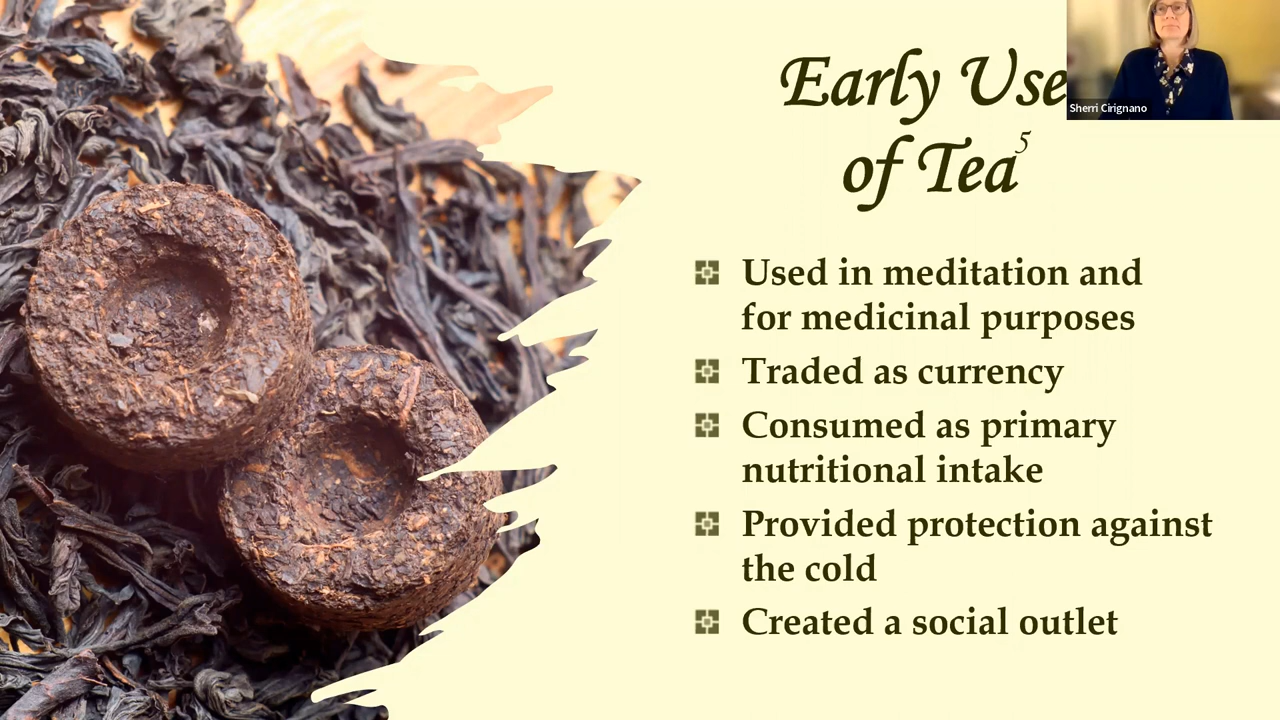 Early Use
of Tea5
Sherri Cirignano
Used in meditation and
for medicinal purposes
Traded as currency
Consumed as primary
nutritional intake
Provided protection against
the cold
Created a social outlet